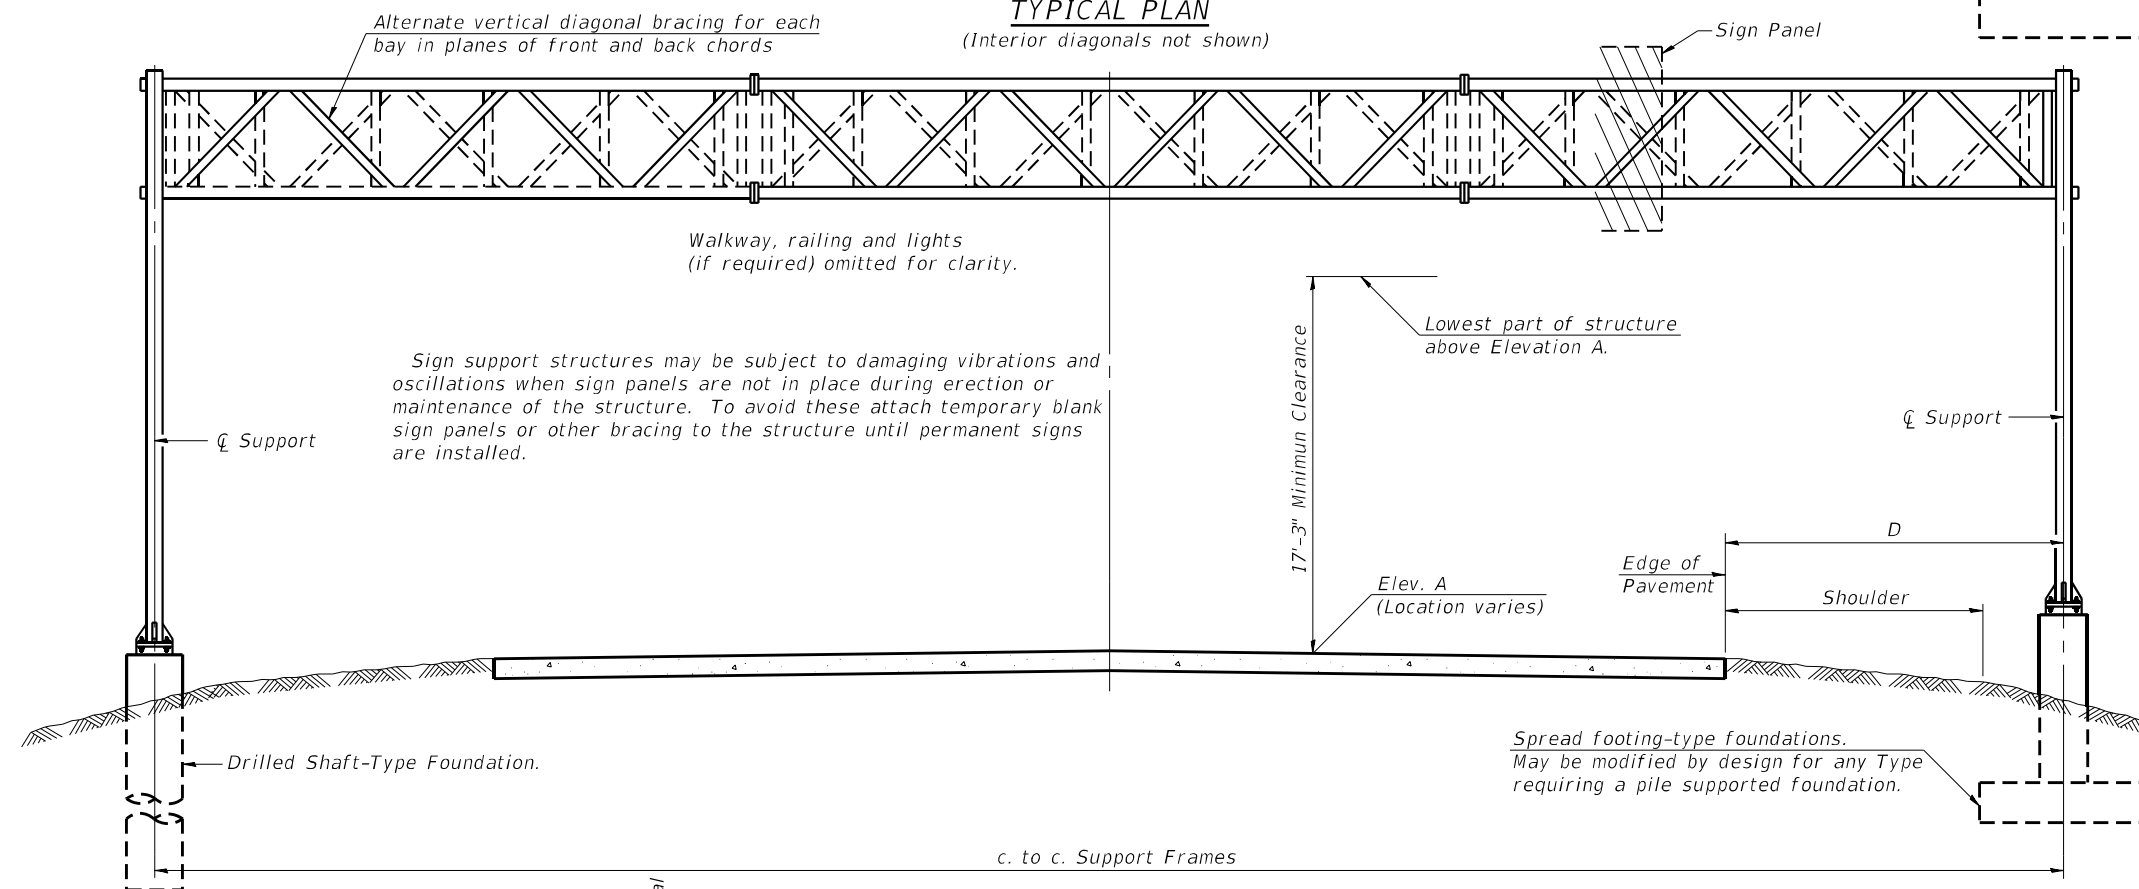 TYPICAL PLAN
(Interior diagonals not shown)
Alternate vertical diagonal bracing for each
bay in planes of front and back chords
Sign Panel
Walkway, railing and lights
(if required) omitted for clarity.
Lowest part of structure
above Elevation A.
17'-3" Minimun Clearance
Sign support structures may be subject to damaging vibrations and
oscillations when sign panels are not in place during erection or
maintenance of the structure. To avoid these attach temporary blank
sign panels or other bracing to the structure until permanent signs
are installed.
℄ Support
℄ Support
D
Edge of
Pavement
Shoulder
Elev. A
(Location varies)
Drilled Shaft-Type Foundation.
Spread footing-type foundations.
May be modified by design for any Type
requiring a pile supported foundation.
c. to c. Support Frames